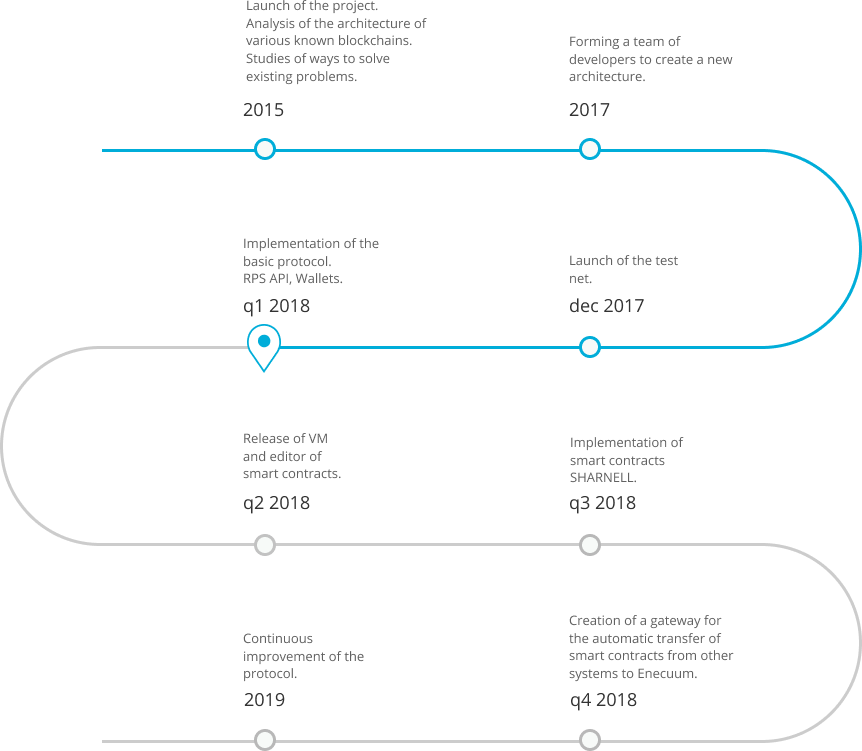 Launch of the project.
Analysis of the architecture of
various known blockchains.
Studies of ways to solve
existing problems.
2015
Forming a team of
developers to create a new
architecture.
2017
Implementation of the
basic protocol.
RPS API, Wallets.
q1 2018
Launch of the test
net.
dec 2017
Release of VM
and editor of
smart contracts.
q2 2018
Implementation of
smart contracts
SHARNELL.
q3 2018
Continuous
improvement of the
protocol.
2019
Creation of a gateway for
the automatic transfer of
smart contracts from other
systems to Enecuum.
q4 2018